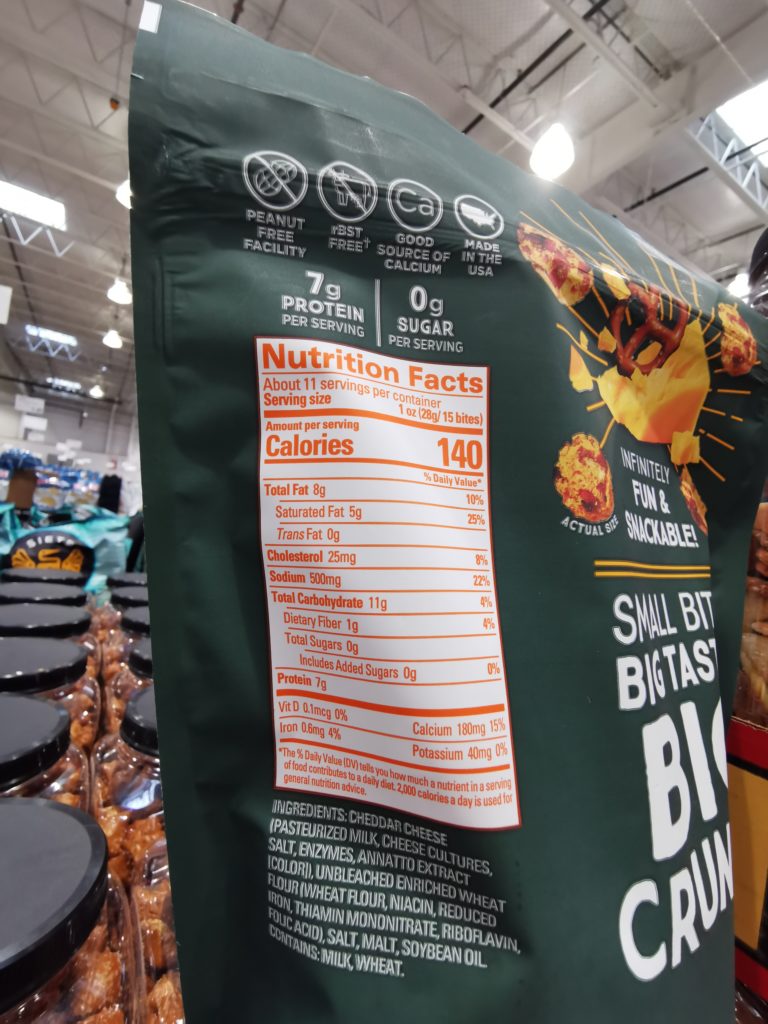 PEANUT
FREE
FACILITY
rBST
FREE†
Ca
GOOD
SOURCE OF
CALCIUM
MADE
IN THE
USA
7g
PROTEIN
PER SERVING
0g
SUGAR
PER SERVING
Nutrition Facts
About 11 servings per container
Serving size 1 oz (28g/15 bites)
Amount per serving
Calories 140
% Daily Value*
Total Fat 8g 10%
Saturated Fat 5g 25%
Trans Fat 0g
Cholesterol 25mg 8%
Sodium 500mg 22%
Total Carbohydrate 11g 4%
Dietary Fiber 1g 4%
Total Sugars 0g
Includes Added Sugars 0g 0%
Protein 7g
Vit D 0.1mcg 0% Calcium 180mg 15%
Iron 0.6mg 4% Potassium 40mg 0%
*The % Daily Value (DV) tells you how much a nutrient in a serving
of food contributes to a daily diet. 2,000 calories a day is used for
general nutrition advice.
INGREDIENTS: CHEDDAR CHEESE
(PASTEURIZED MILK, CHEESE CULTURES,
SALT, ENZYMES, ANNATTO EXTRACT
[COLOR]), UNBLEACHED ENRICHED WHEAT
FLOUR (WHEAT FLOUR, NIACIN, REDUCED
IRON, THIAMIN MONONITRATE, RIBOFLAVIN,
FOLIC ACID), SALT, MALT, SOYBEAN OIL.
CONTAINS: MILK, WHEAT.
ACTUAL SIZE
INFINITELY
FUN &
SNACKABLE!
SMALL BIT
BIG TAST
BIG
CRUN
SIETE